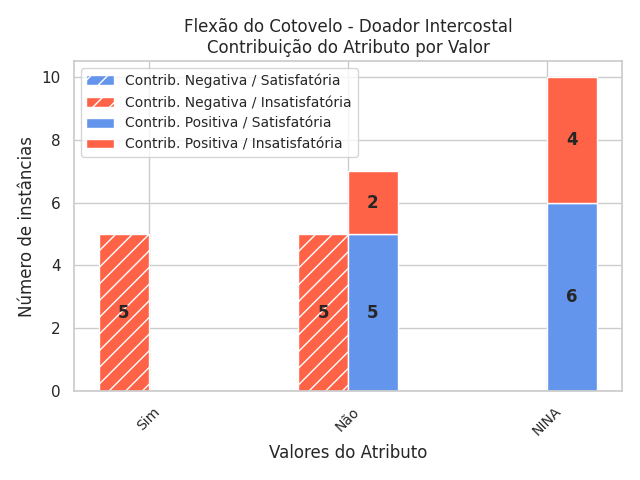 Flexão do Cotovelo - Doador Intercostal
Contribuição do Atributo por Valor
Contrib. Negativa / Satisfatória
Contrib. Negativa / Insatisfatória
Contrib. Positiva / Satisfatória
Contrib. Positiva / Insatisfatória
Número de instâncias
10
8
6
4
2
0
5
5
2
5
4
6
Sim
Não
NINA
Valores do Atributo